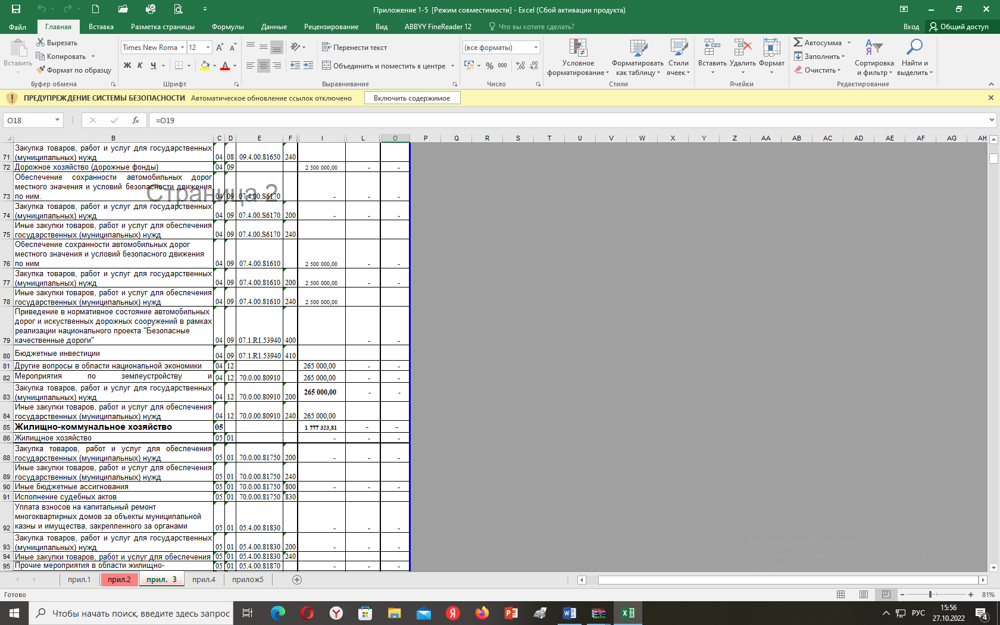 Приложение 1-5 [Режим совместимости] - Excel (Сбой активации продукта)
Файл Главная Вставка Разметка страницы Формулы Данные Рецензирование Вид ABBYY FineReader 12 Что вы хотите сделать? Вход Общий доступ
Вставить
Вырезать
Копировать
Формат по образцу
Буфер обмена
Times New Roma 12
Ж К Ч
Шрифт
Перенести текст
Объединить и поместить в центре
Выравнивание
(все форматы)
% 000
Число
Условное форматирование
Форматировать как таблицу
Стили ячеек
Стили
Вставить Удалить Формат
Ячейки
Автосумма
Заполнить
Очистить
Сортировка и фильтр
Найти и выделить
Редактирование
ПРЕДУПРЕЖДЕНИЕ СИСТЕМЫ БЕЗОПАСНОСТИ Автоматическое обновление ссылок отключено Включить содержимое
O18 fx =O19
B C D E F I L O P Q R S T U V W X Y Z AA AB AC AD AE AF AG AH
Страница 2
Закупка товаров, работ и услуг для государственных
71 (муниципальных) нужд 04 08 09.4.00.81650 240
72 Дорожное хозяйство (дорожные фонды) 04 09 2 500 000,00 - -
Обеспечение сохранности автомобильных дорог
местного значения и условий безопасности движения
73 по ним. 04 09 07.4.00.S6170 - - -
Закупка товаров, работ и услуг для государственных
74 (муниципальных) нужд 04 09 07.4.00.S6170 200 - - -
Иные закупки товаров, работ и услуг для обеспечения
75 государственных (муниципальных) нужд 04 09 07.4.00.S6170 240
Обеспечение сохранности автомобильных дорог
местного значения и условий безопасного движения
76 по ним 04 09 07.4.00.81610 2 500 000,00 - -
Закупка товаров, работ и услуг для государственных
77 (муниципальных) нужд 04 09 07.4.00.81610 200 2 500 000,00 - -
Иные закупки товаров, работ и услуг для обеспечения
78 государственных (муниципальных) нужд 04 09 07.4.00.81610 240 2 500 000,00
Приведение в нормативное состояние автомобильных
дорог и искуственных дорожных сооружений в рамках
реализации национального проекта "Безопасные
79 качественные дороги" 04 09 07.1.R1.53940 400 - -
80 Бюджетные инвестиции 04 09 07.1.R1.53940 410
81 Другие вопросы в области национальной экономики 04 12 265 000,00 - -
82 Мероприятия по землеустройству и 04 12 70.0.00.80910 265 000,00 - -
Закупка товаров, работ и услуг для государственных
83 (муниципальных) нужд 04 12 70.0.00.80910 200 265 000,00 - -
Иные закупки товаров, работ и услуг для обеспечения
84 государственных (муниципальных) нужд 04 12 70.0.00.80910 240 265 000,00
85 Жилищно-коммунальное хозяйство 05 1 777 323,81 - -
86 Жилищное хозяйство 05 01 - - -
Закупка товаров, работ и услуг для обеспечения
88 государственных (муниципальных) нужд 05 01 70.0.00.81750 200 - - -
Иные закупки товаров, работ и услуг для обеспечения
89 государственных (муниципальных) нужд 05 01 70.0.00.81750 240
90 Иные бюджетные ассигнования 05 01 70.0.00.81750 800 - - -
91 Исполнение судебных актов 05 01 70.0.00.81750 830
Уплата взносов на капитальный ремонт
многоквартирных домов за объекты муниципальной
92 казны и имущества, закрепленного за органами 05 01 05.4.00.81830 - - -
Закупка товаров, работ и услуг для государственных
93 (муниципальных) нужд 05 01 05.4.00.81830 200 - - -
94 Иные закупки товаров, работ и услуг для обеспечения 05 01 05.4.00.81830 240
95 Прочие мероприятия в области жилищно- 05 01 05.4.00.81870 - - -
Активация Windows
прил.1 прил.2 прил. 3 прил.4 прилож5
Готово 81%
Чтобы начать поиск, введите здесь запрос
РУС 15:56
27.10.2022
4